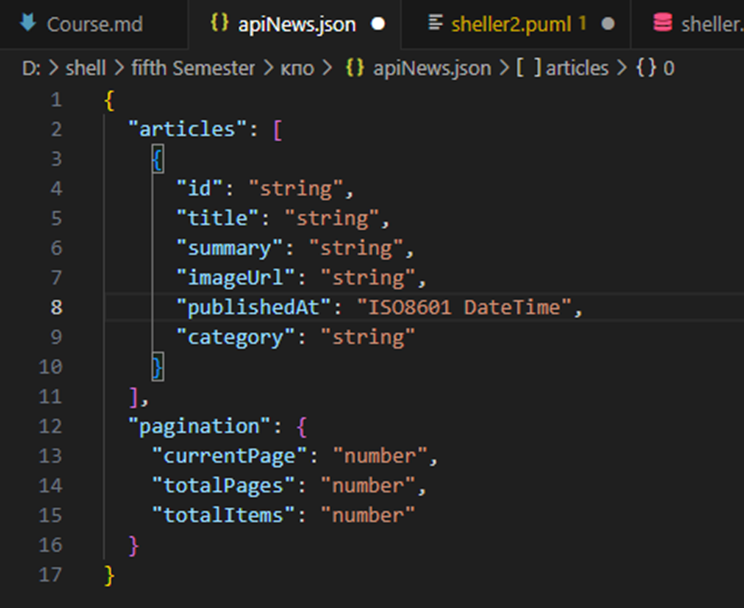 Course.md {} apiNews.json sheller2.puml 1 sheller.
D: > shell > fifth Semester > кпо > {} apiNews.json > [ ] articles > {} 0
1 {
2 "articles": [
3 {
4 "id": "string",
5 "title": "string",
6 "summary": "string",
7 "imageUrl": "string",
8 "publishedAt": "ISO8601 DateTime",
9 "category": "string"
10 }
11 ],
12 "pagination": {
13 "currentPage": "number",
14 "totalPages": "number",
15 "totalItems": "number"
16 }
17 }